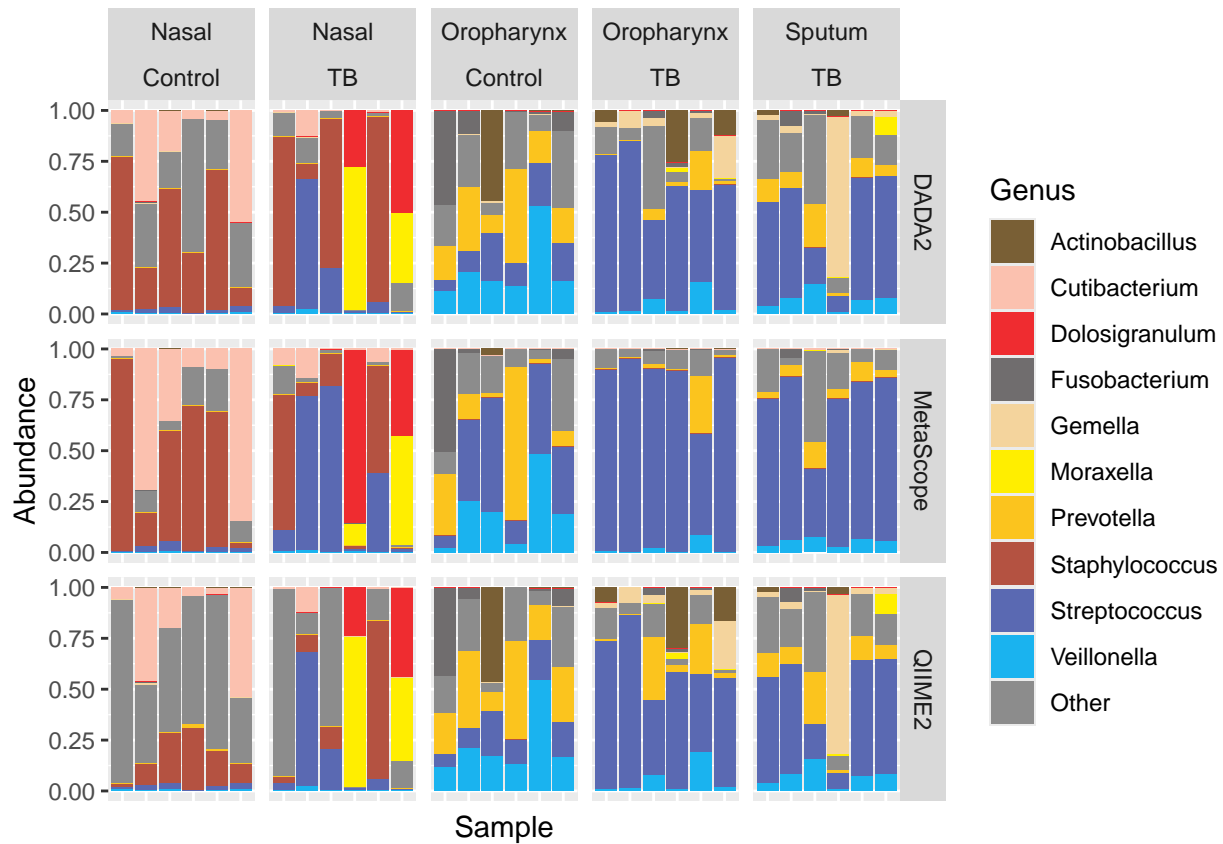 Nasal
Nasal
Oropharynx
Oropharynx
Sputum
Control
TB
Control
TB
TB
1.00
0.75
0.50
0.25
0.00
DADA2
1.00
0.75
0.50
0.25
0.00
MetaScope
1.00
0.75
0.50
0.25
0.00
QIIME2
Abundance
Sample
Genus
Actinobacillus
Cutibacterium
Dolosigranulum
Fusobacterium
Gemella
Moraxella
Prevotella
Staphylococcus
Streptococcus
Veillonella
Other